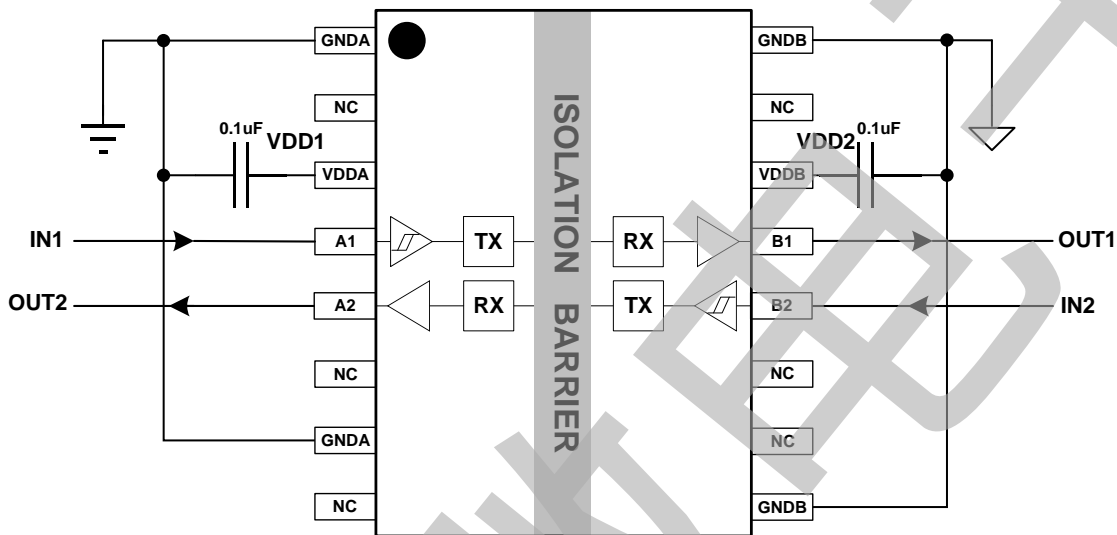 GNDA
GNDB
NC
NC
0.1uF
VDD1
VDD2
0.1uF
VDDA
VDDB
IN1
A1
TX
RX
B1
OUT1
OUT2
A2
RX
TX
B2
IN2
ISOLATION BARRIER
NC
NC
GNDA
NC
NC
GNDB